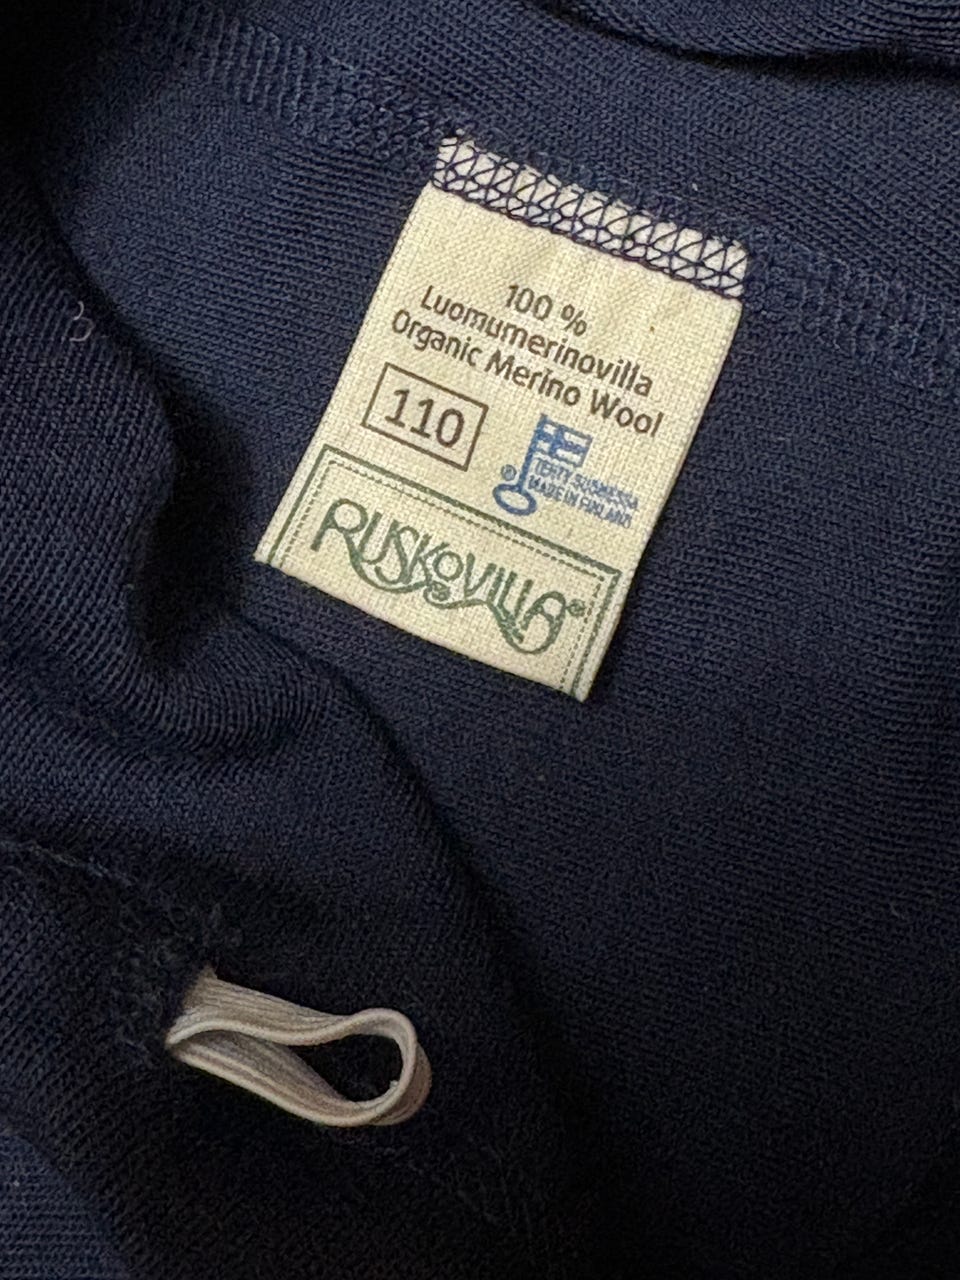 100 %
Luomumerinovilla
Organic Merino Wool
110
®
TEHTY SUOMESSA
MADE IN FINLAND
RUSKOVILLA®